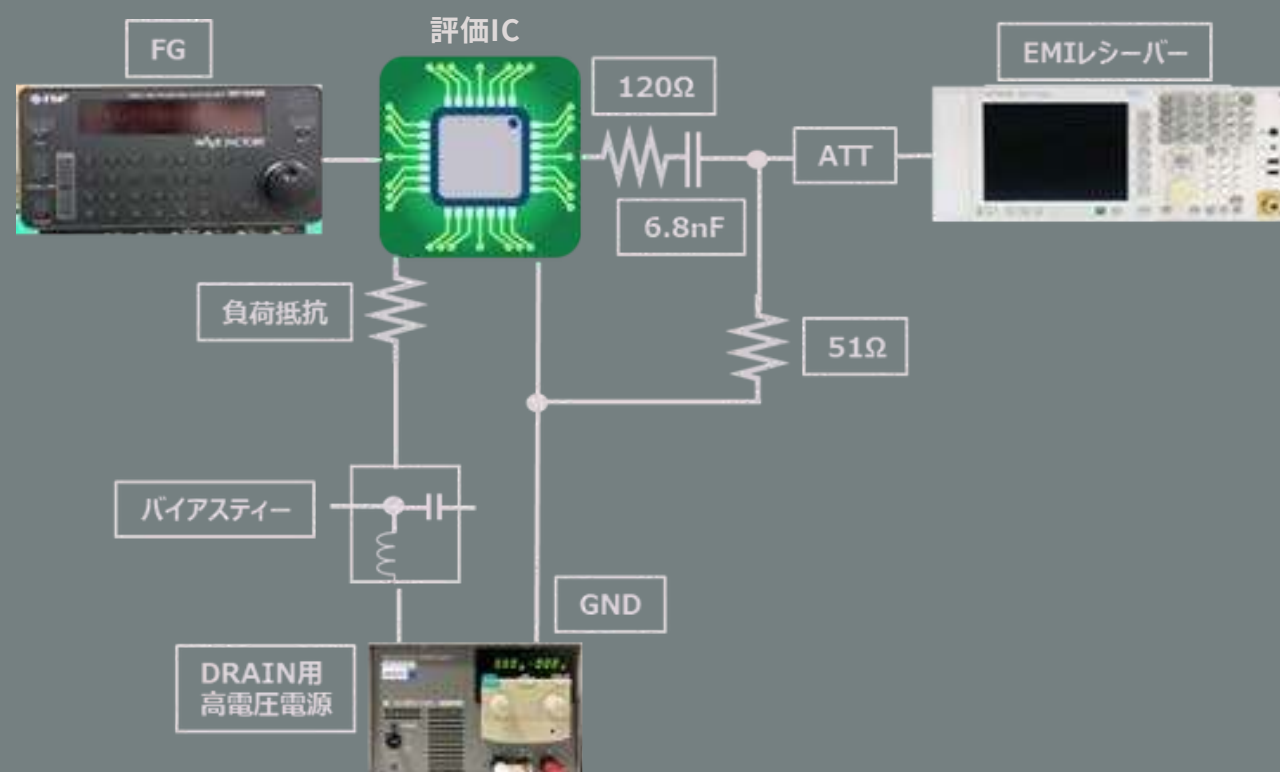 評価IC
FG
EMIレシーバー
120Ω
ATT
WAVE FACTORY
6.8nF
負荷抵抗
51Ω
バイアスティー
GND
DRAIN用
高電圧電源